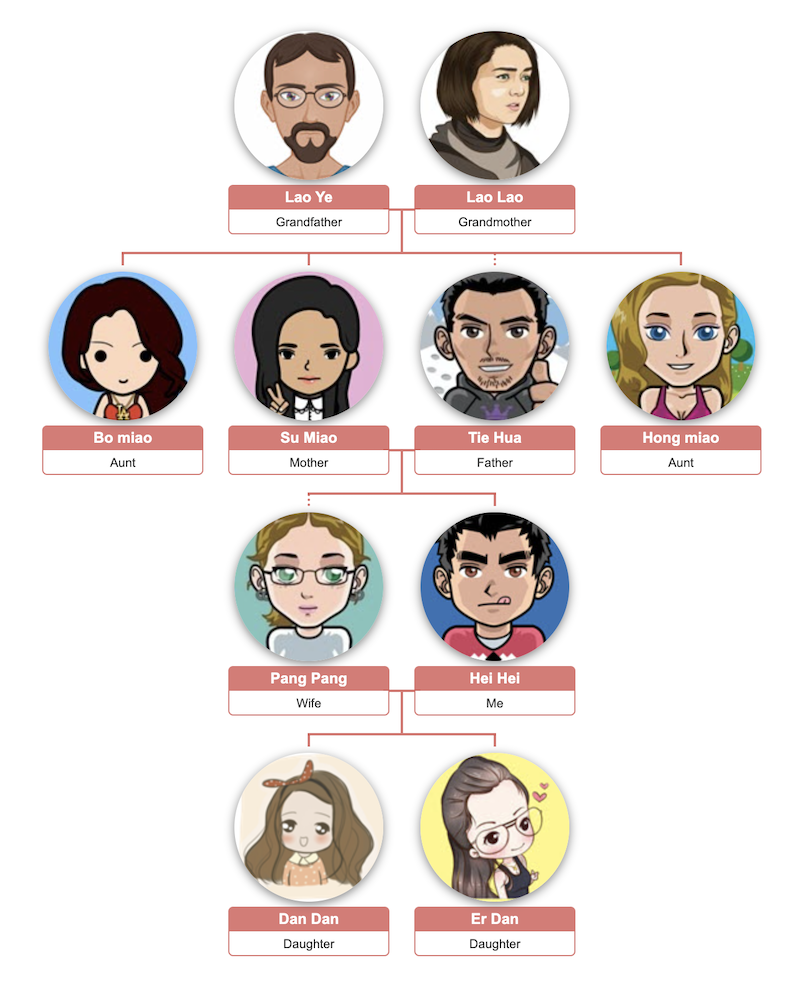 Lao Ye
Grandfather
Lao Lao
Grandmother
Bo miao
Aunt
Su Miao
Mother
Tie Hua
Father
Hong miao
Aunt
Pang Pang
Wife
Hei Hei
Me
Dan Dan
Daughter
Er Dan
Daughter